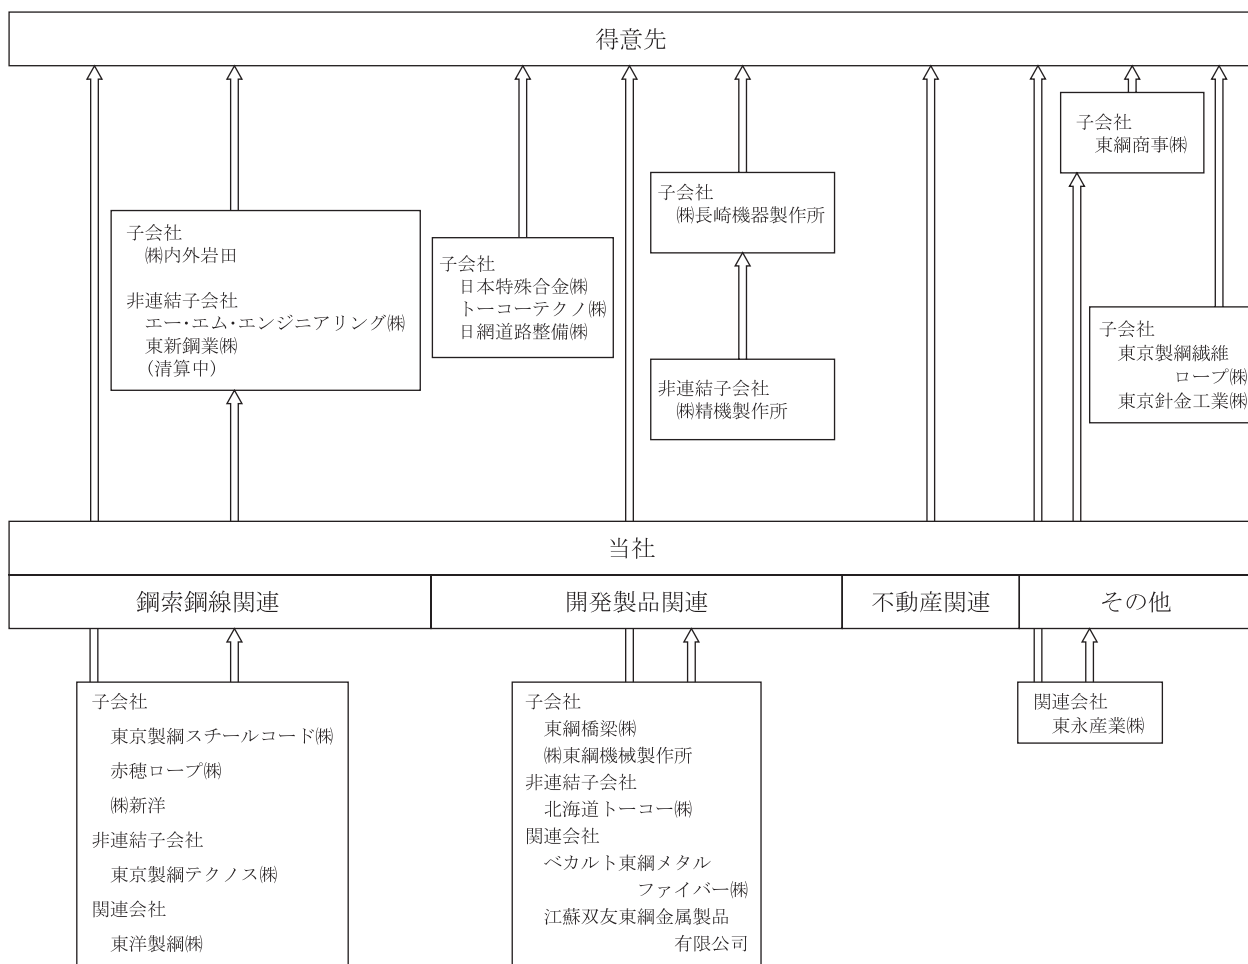 得意先
子会社
東綱商事㈱
子会社
㈱長崎機器製作所
子会社
㈱内外岩田
非連結子会社
エー・エム・エンジニアリング㈱
東新鋼業㈱
（清算中）
子会社
日本特殊合金㈱
トーコーテクノ㈱
日綱道路整備㈱
非連結子会社
㈱精機製作所
子会社
東京製綱繊維
ロープ㈱
東京針金工業㈱
当社
鋼索鋼線関連
開発製品関連
不動産関連
その他
子会社
東京製綱スチールコード㈱
赤穂ロープ㈱
㈱新洋
非連結子会社
東京製綱テクノス㈱
関連会社
東洋製綱㈱
子会社
東綱橋梁㈱
㈱東綱機械製作所
非連結子会社
北海道トーコー㈱
関連会社
ベカルト東綱メタル
ファイバー㈱
江蘇双友東綱金属製品
有限公司
関連会社
東永産業㈱